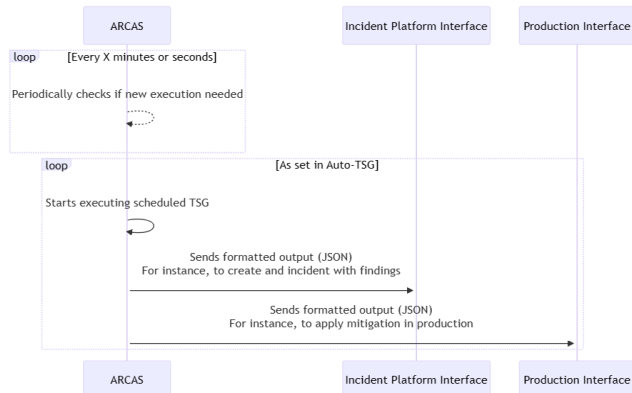 ARCAS
Incident Platform Interface
Production Interface
loop
[Every X minutes or seconds]
Periodically checks if new execution needed
loop
[As set in Auto-TSG]
Starts executing scheduled TSG
Sends formatted output (JSON)
For instance, to create and incident with findings
Sends formatted output (JSON)
For instance, to apply mitigation in production
ARCAS
Incident Platform Interface
Production Interface